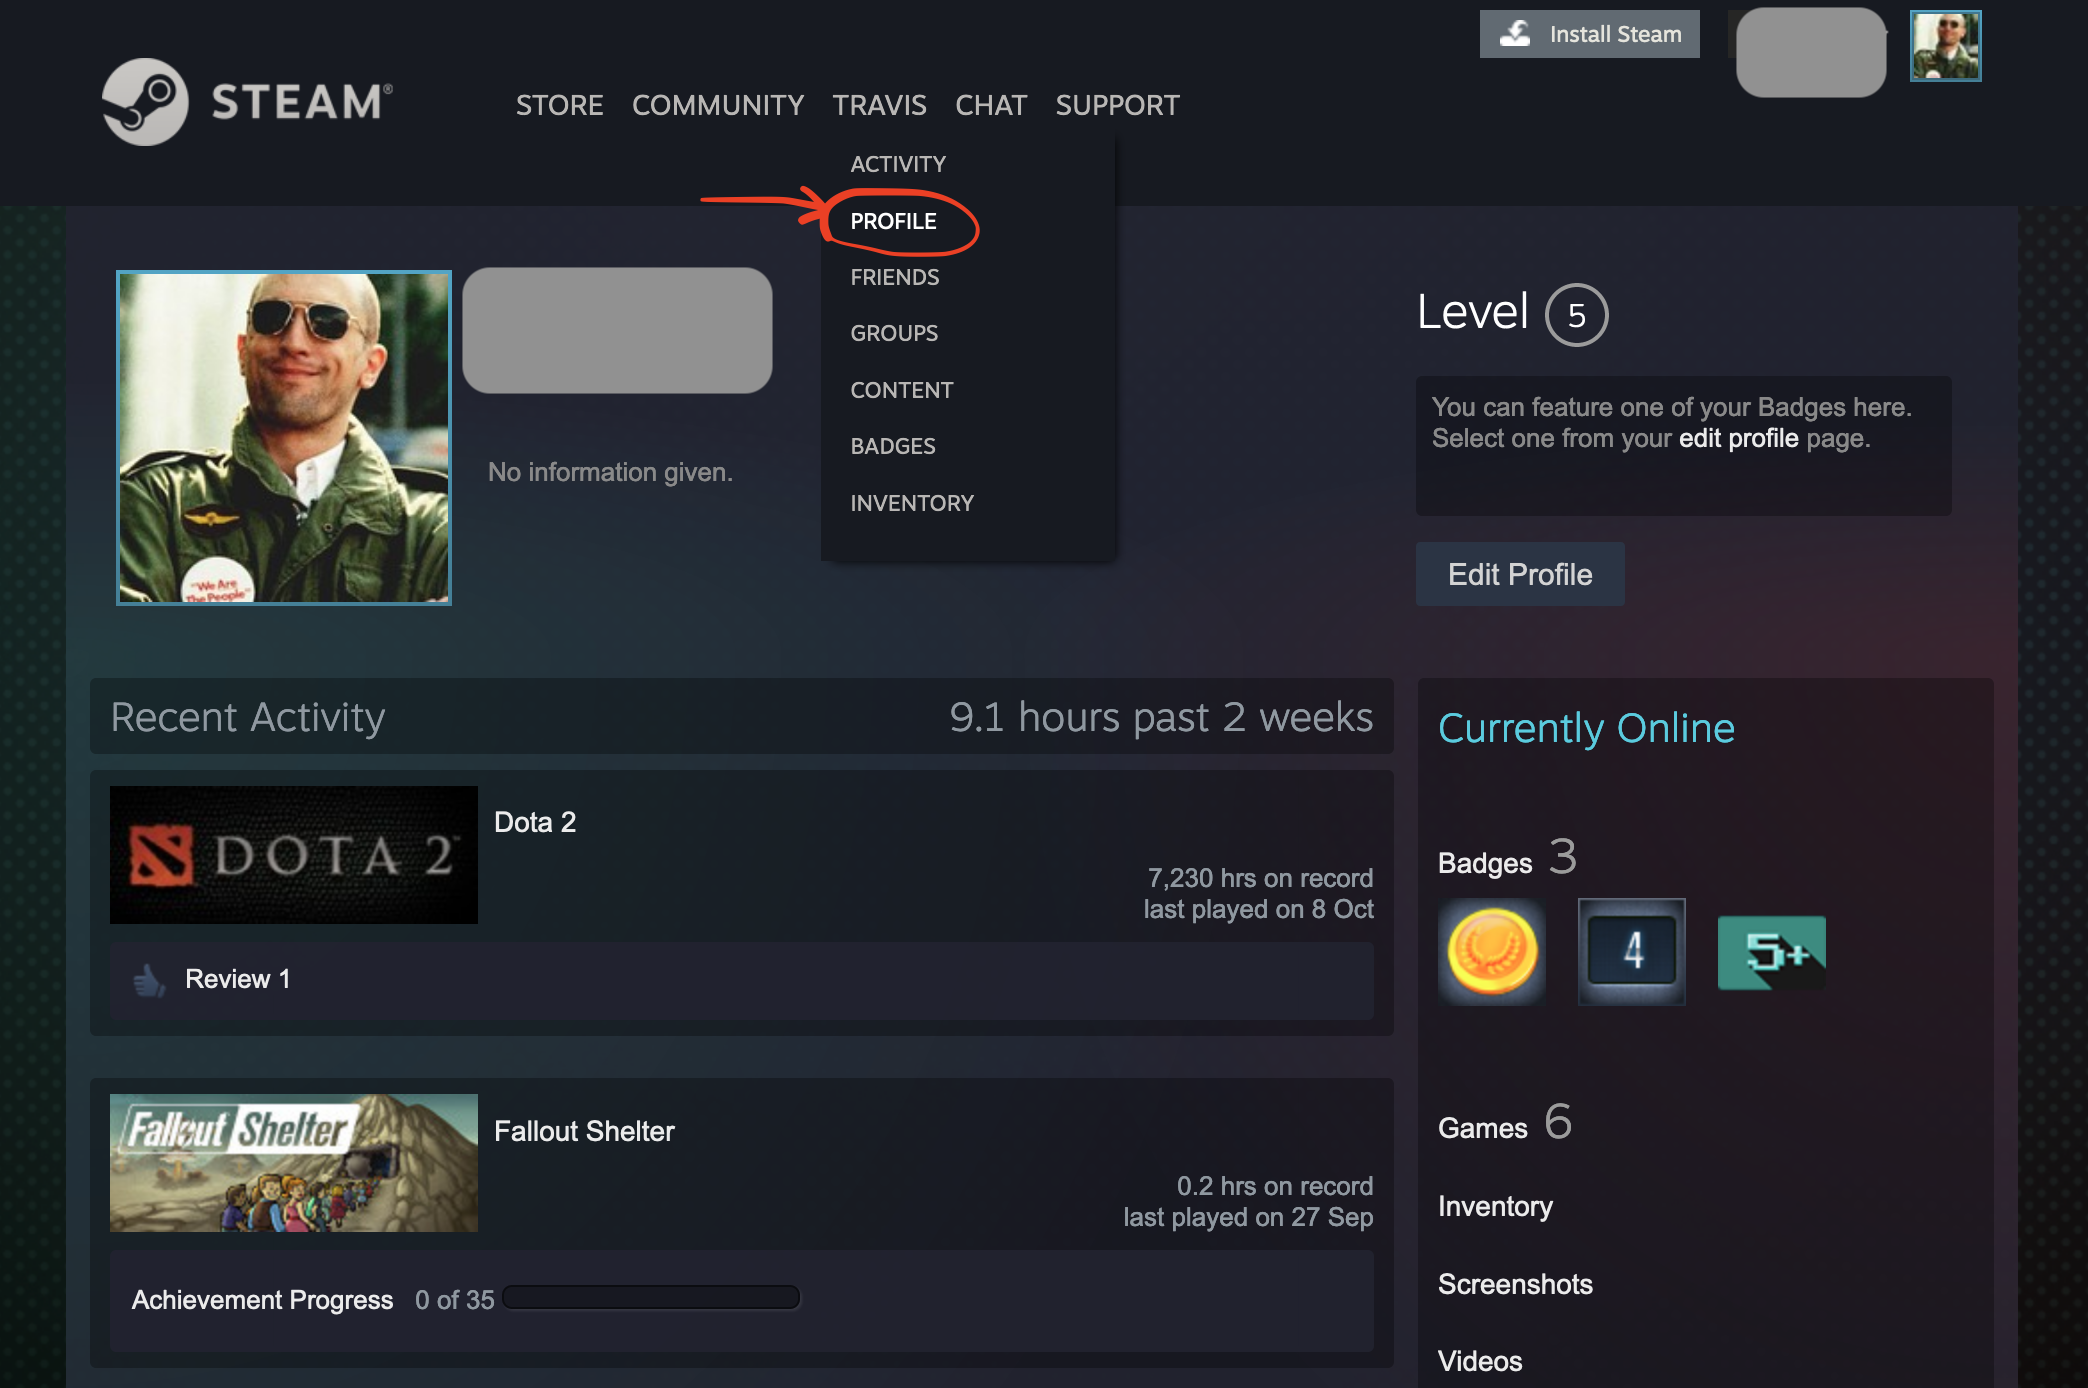 Install Steam
STEAM®
STORE COMMUNITY TRAVIS CHAT SUPPORT
ACTIVITY
PROFILE
FRIENDS
GROUPS
CONTENT
BADGES
INVENTORY
"We Are
The People"
No information given.
Level 5
You can feature one of your Badges here.
Select one from your edit profile page.
Edit Profile
Recent Activity 9.1 hours past 2 weeks
DOTA 2
Dota 2
7,230 hrs on record
last played on 8 Oct
Review 1
Fallout Shelter
Fallout Shelter
0.2 hrs on record
last played on 27 Sep
Achievement Progress 0 of 35
Currently Online
Badges 3
4
5+
Games 6
Inventory
Screenshots
Videos